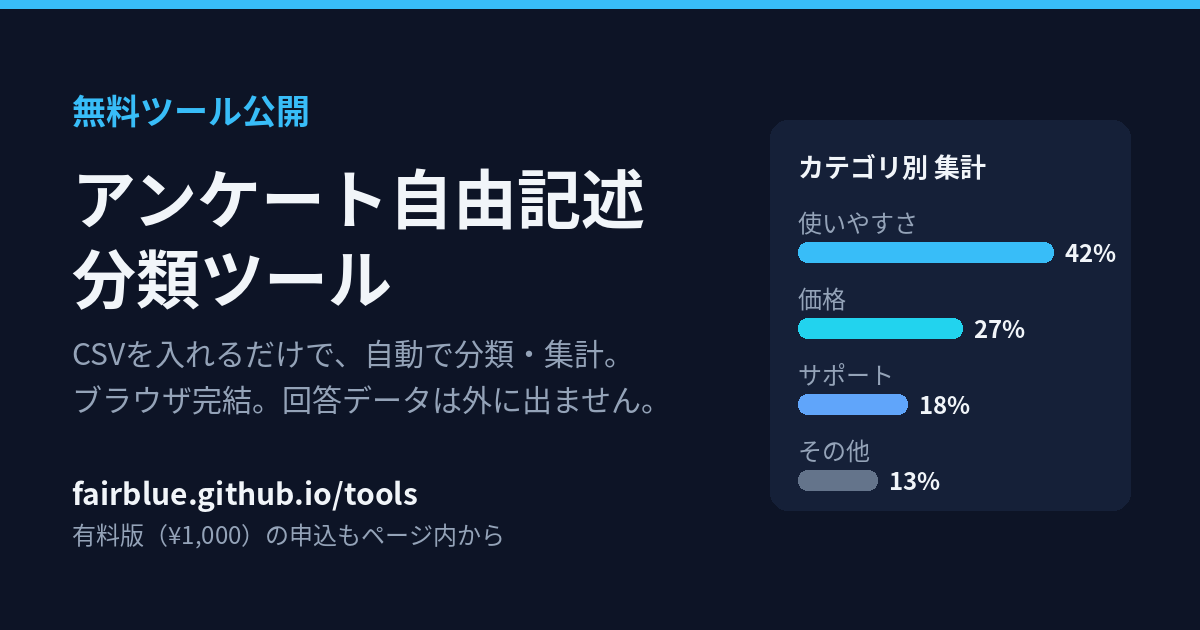 無料ツール公開
アンケート自由記述
分類ツール
CSVを入れるだけで、自動で分類・集計。
ブラウザ完結。回答データは外に出ません。
fairblue.github.io/tools
有料版（¥1,000）の申込もページ内から
カテゴリ別 集計
使いやすさ
42%
価格
27%
サポート
18%
その他
13%